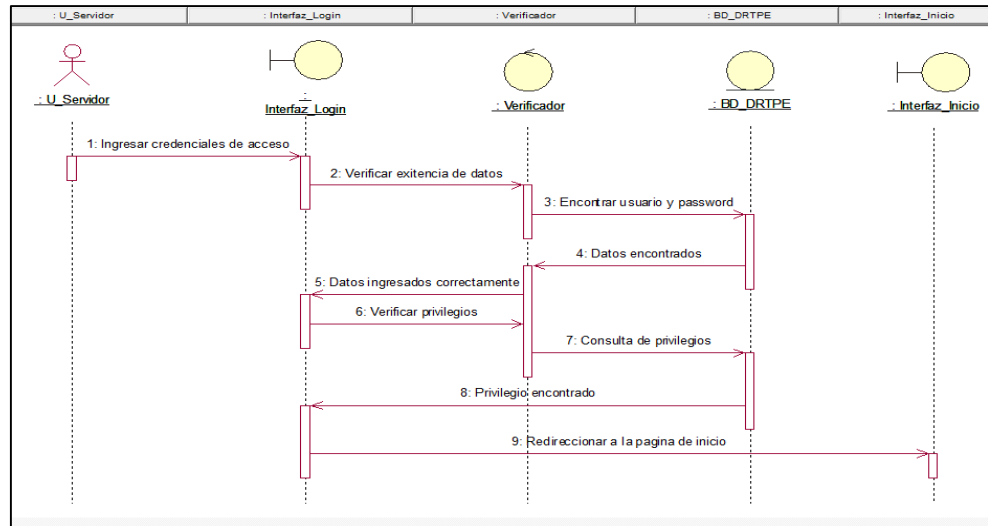 : U_Servidor
: Interfaz_Login
: Verificador
: BD_DRTPE
: Interfaz_Inicio
: U_Servidor
:
Interfaz_Login
: Verificador
: BD_DRTPE
: Interfaz_Inicio
1: Ingresar credenciales de acceso
2: Verificar exitencia de datos
3: Encontrar usuario y password
4: Datos encontrados
5: Datos ingresados correctamente
6: Verificar privilegios
7: Consulta de privilegios
8: Privilegio encontrado
9: Redireccionar a la pagina de inicio